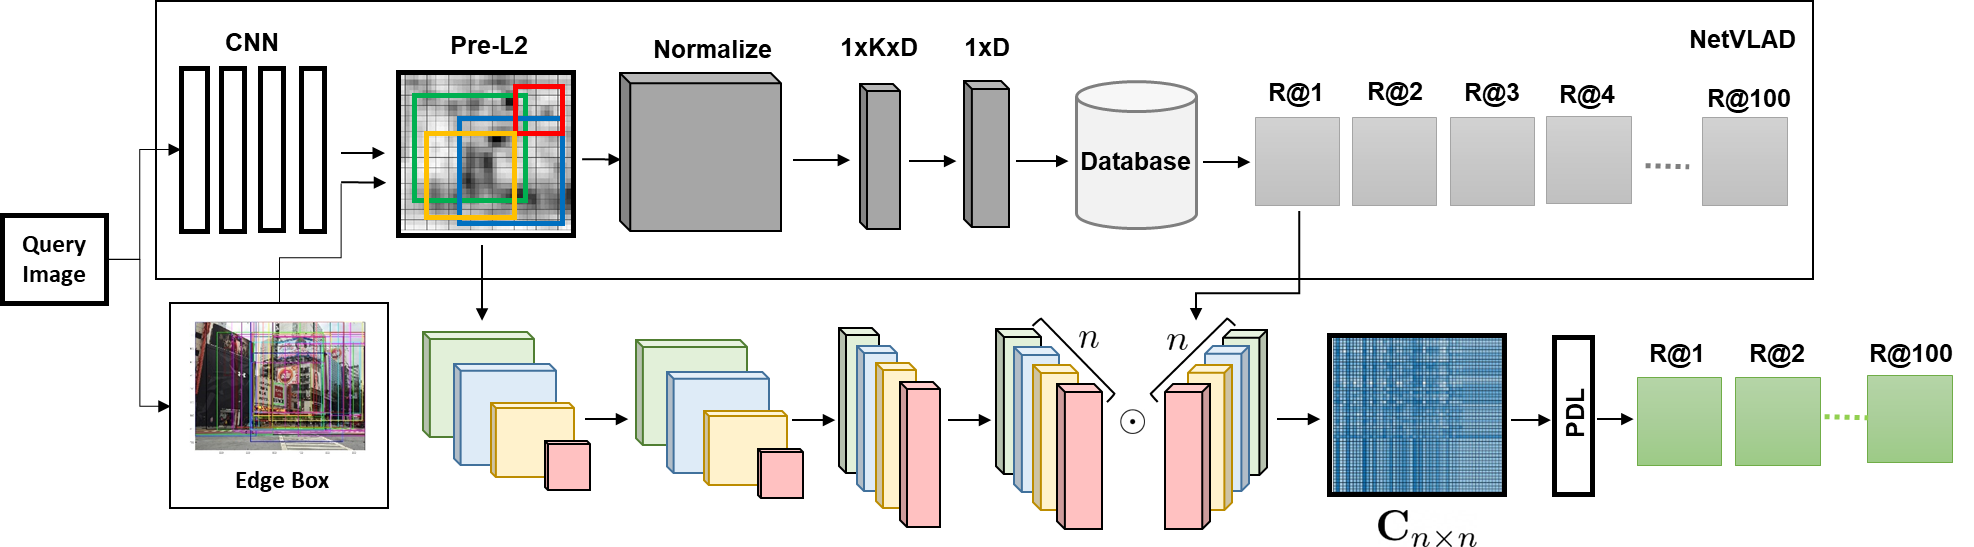 NetVLAD
CNN
Pre-L2
Normalize
1xKxD
1xD
Database
R@1
R@2
R@3
R@4
R@100
Query
Image
Edge Box
n
n
C n×n
PDL
R@1
R@2
R@100